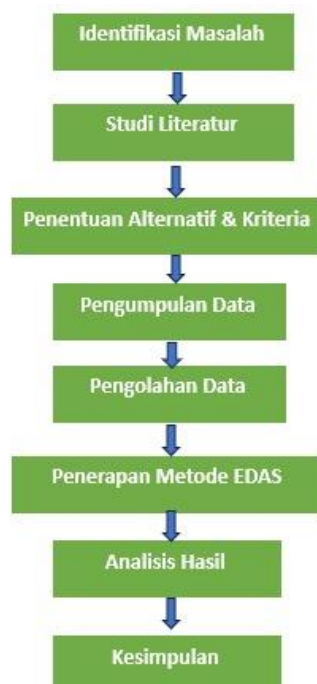 Identifikasi Masalah
Studi Literatur
Penentuan Alternatif & Kriteria
Pengumpulan Data
Pengolahan Data
Penerapan Metode EDAS
Analisis Hasil
Kesimpulan